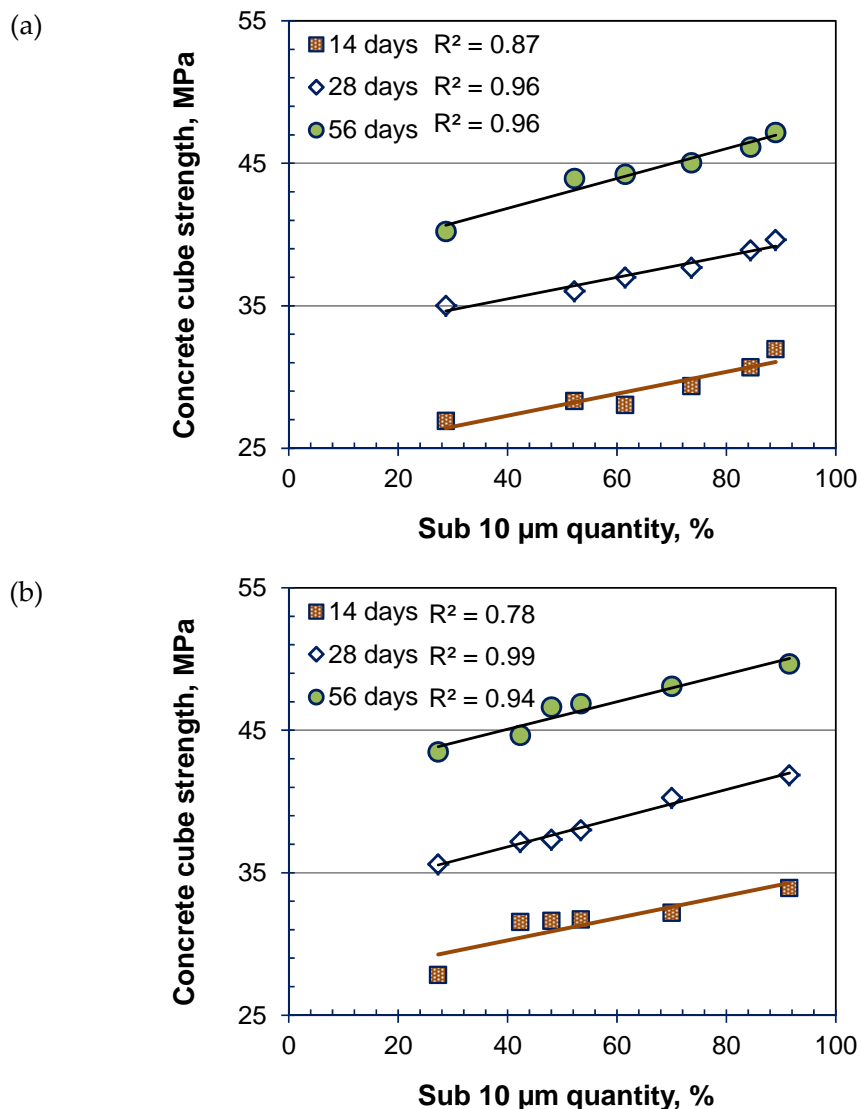 (a)
Concrete cube strength, MPa
55
45
35
25
14 days R² = 0.87
28 days R² = 0.96
56 days R² = 0.96
0 20 40 60 80 100
Sub 10 µm quantity, %
(b)
Concrete cube strength, MPa
55
45
35
25
14 days R² = 0.78
28 days R² = 0.99
56 days R² = 0.94
0 20 40 60 80 100
Sub 10 µm quantity, %